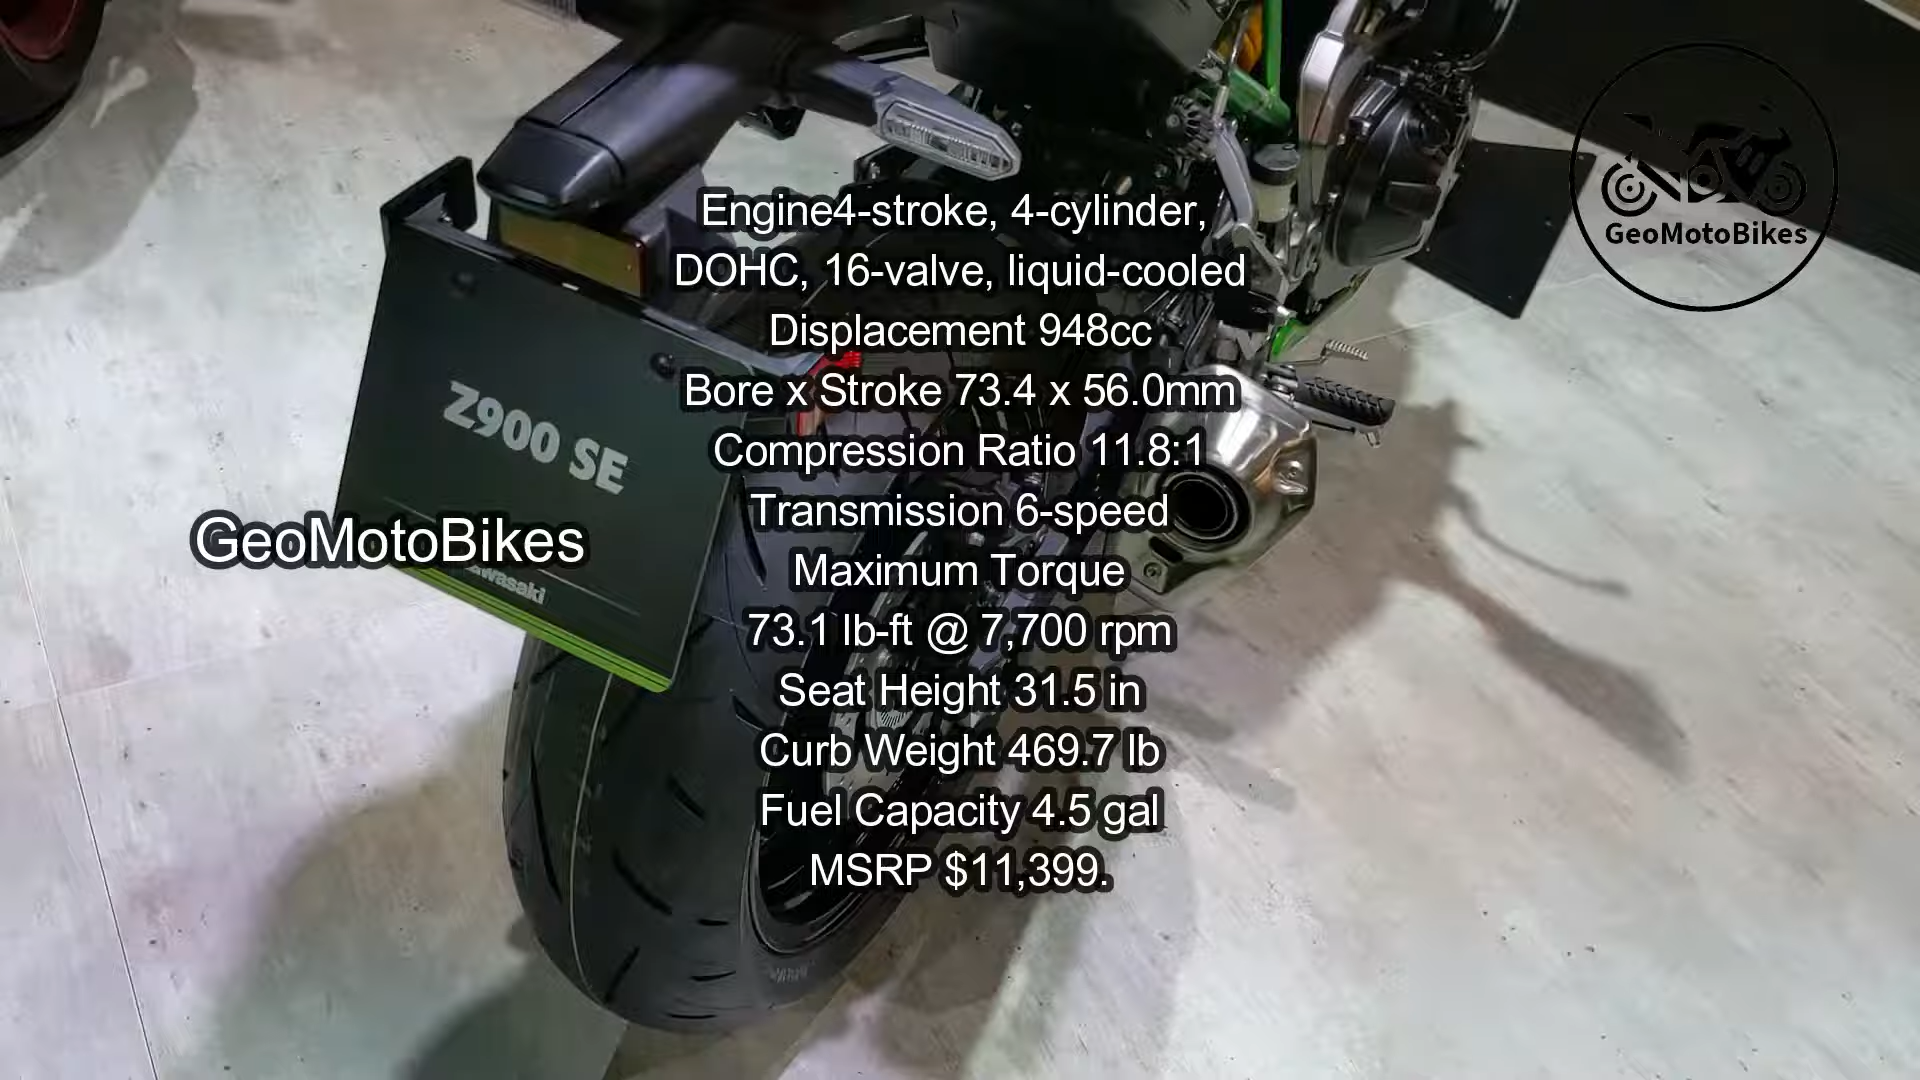 GeoMotoBikes
Engine4-stroke, 4-cylinder,
DOHC, 16-valve, liquid-cooled
Displacement 948cc
Bore x Stroke 73.4 x 56.0mm
Compression Ratio 11.8:1
Transmission 6-speed
Maximum Torque
73.1 lb-ft @ 7,700 rpm
Seat Height 31.5 in
Curb Weight 469.7 lb
Fuel Capacity 4.5 gal
MSRP $11,399.
Z900 SE
GeoMotoBikes
Kawasaki